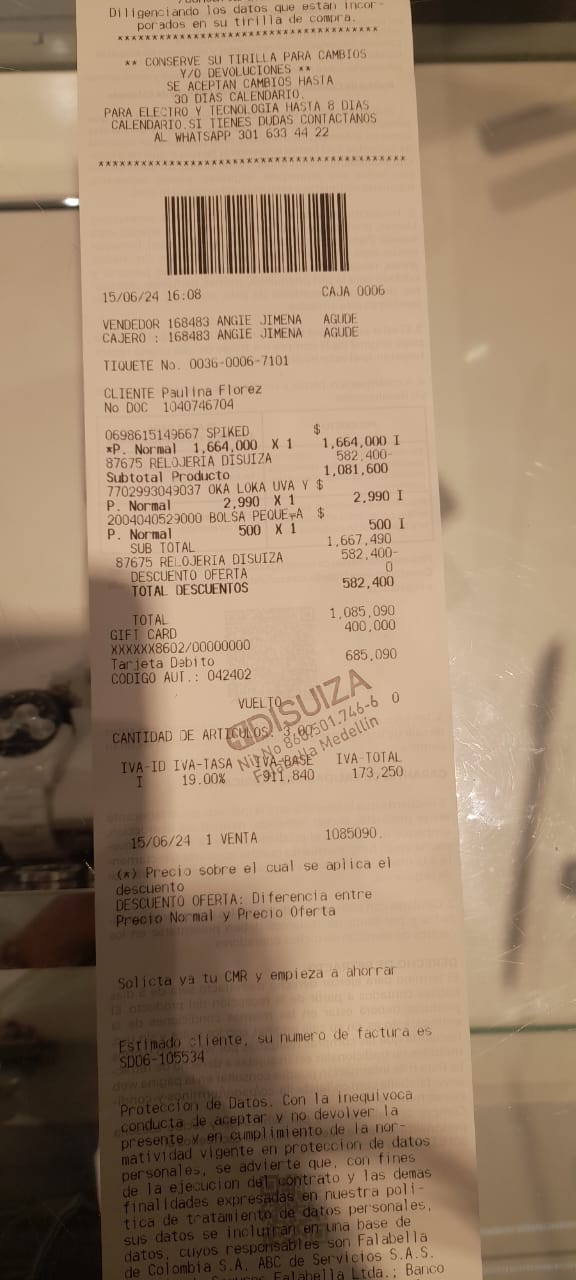 Diligenciando los datos que estan incor-
porados en su tirilla de compra.
****************************************
** CONSERVE SU TIRILLA PARA CAMBIOS
Y/O DEVOLUCIONES **
SE ACEPTAN CAMBIOS HASTA
30 DIAS CALENDARIO.
PARA ELECTRO Y TECNOLOGIA HASTA 8 DIAS
CALENDARIO.SI TIENES DUDAS CONTACTANOS
AL WHATSAPP 301 633 44 22
****************************************
15/06/24 16:08 CAJA 0006
VENDEDOR 168483 ANGIE JIMENA AGUDE
CAJERO : 168483 ANGIE JIMENA AGUDE
TIQUETE No. 0036-0006-7101
CLIENTE Paulina Florez
No DOC 1040746704
0698615149667 SPIKED $
*P. Normal 1,664,000 X 1 1,664,000 I
87675 RELOJERIA DISUIZA 582,400-
Subtotal Producto 1,081,600
7702993049037 OKA LOKA UVA Y $
P. Normal 2,990 X 1 2,990 I
2004040529000 BOLSA PEQUE¬A $
P. Normal 500 X 1 500 I
SUB TOTAL 1,667,490
87675 RELOJERIA DISUIZA 582,400-
DESCUENTO OFERTA 0
TOTAL DESCUENTOS 582,400
TOTAL 1,085,090
GIFT CARD 400,000
XXXXXX8602/00000000
Tarjeta Debito 685,090
CODIGO AUT.: 042402
VUELTO 0
DISUIZA
Nit No 860.501.746-6
Falabella Medellin
CANTIDAD DE ARTICULOS: 3,00
IVA-ID IVA-TASA IVA-BASE IVA-TOTAL
I 19.00% 911,840 173,250
15/06/24 1 VENTA 1085090.
(*) Precio sobre el cual se aplica el
descuento
DESCUENTO OFERTA: Diferencia entre
Precio Normal y Precio Oferta
Solicta ya tu CMR y empieza a ahorrar
Estimado cliente, su numero de factura es
SD06-105534
Proteccion de Datos. Con la inequivoca
conducta de aceptar y no devolver la
presente y en cumplimiento de la nor-
matividad vigente en proteccion de datos
personales, se advierte que, con fines
de la ejecucion del contrato y las demas
finalidades expresadas en nuestra poli-
tica de tratamiento de datos personales,
sus datos se incluiran en una base de
datos, cuyos responsables son Falabella
de Colombia S.A. ABC de Servicios S.A.S.
Falabella Ltda.; Banco